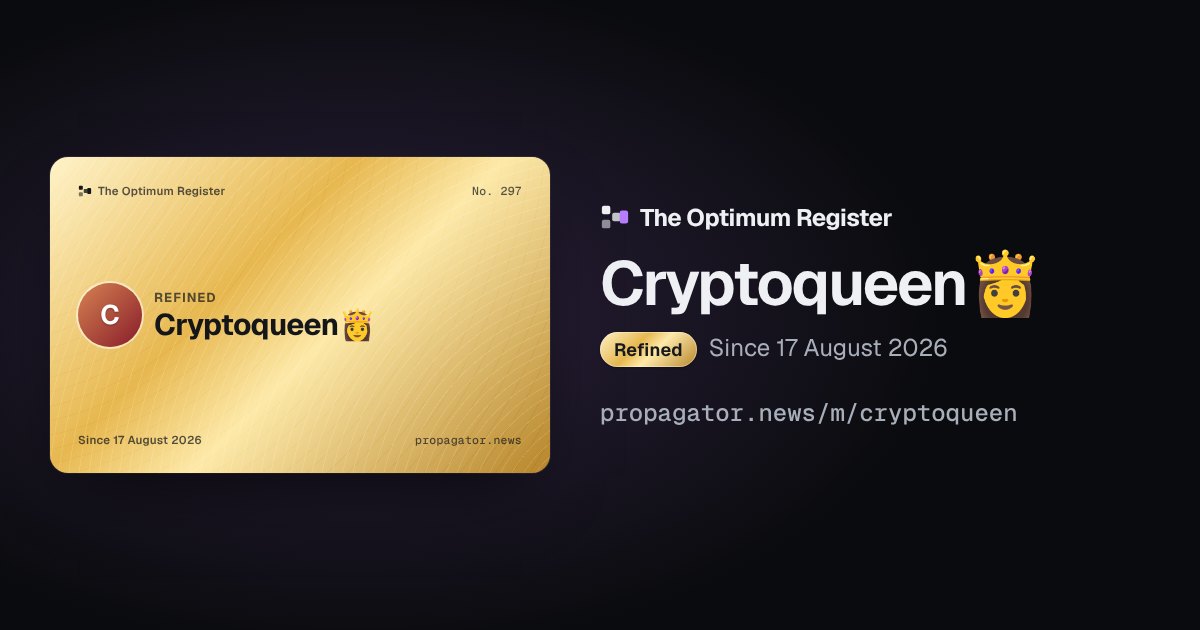 The Optimum Register
No. 297
C
REFINED
Cryptoqueen👸
Since 17 August 2026
propagator.news
The Optimum Register
Cryptoqueen👸
Refined
Since 17 August 2026
propagator.news/m/cryptoqueen